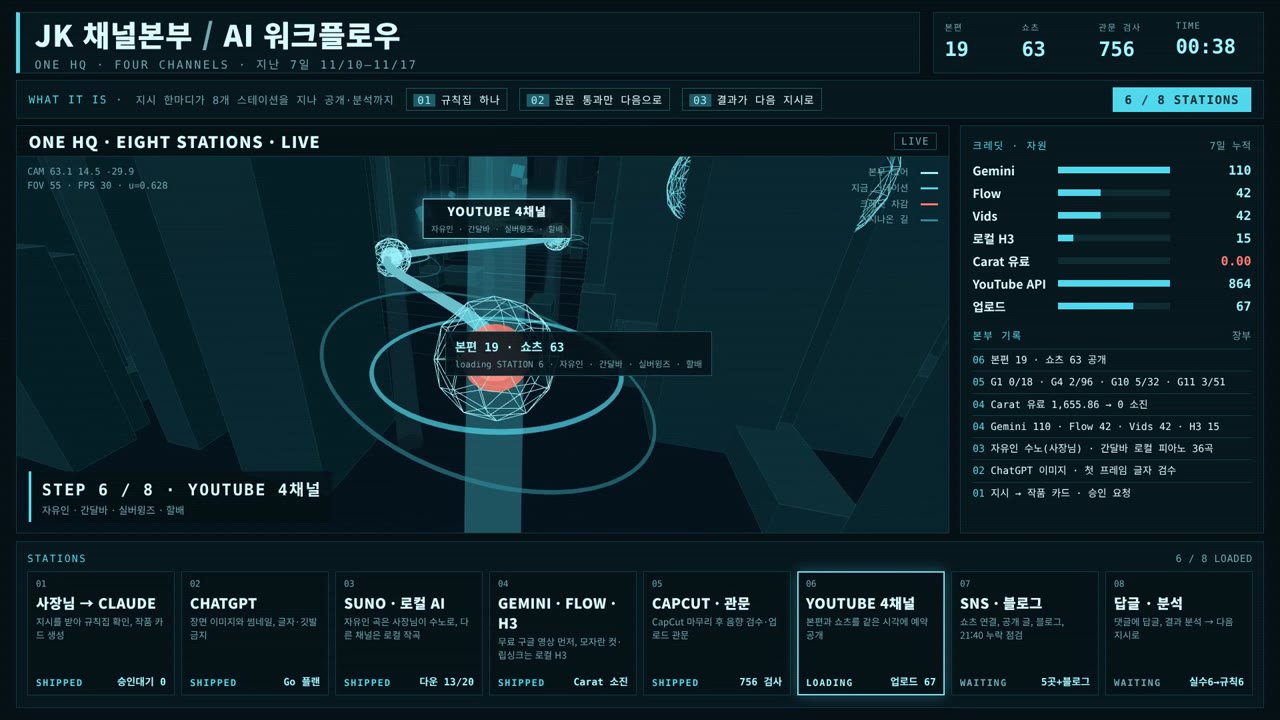 JK 채널본부 / AI 워크플로우
ONE HQ · FOUR CHANNELS · 지난 7일 11/10—11/17
본편 19
쇼츠 63
관문 검사 756
TIME 00:38
WHAT IT IS · 지시 한마디가 8개 스테이션을 지나 공개·분석까지
01 규칙집 하나
02 관문 통과만 다음으로
03 결과가 다음 지시로
6 / 8 STATIONS
ONE HQ · EIGHT STATIONS · LIVE
LIVE
CAM 63.1 14.5 -29.9
FOV 55 · FPS 30 · u=0.628
지나온 길
YOUTUBE 4채널
자유인 · 간달바 · 실버윙즈 · 할배
본편 19 · 쇼츠 63
loading STATION 6 · 자유인 · 간달바 · 실버윙즈 · 할배
STEP 6 / 8 · YOUTUBE 4채널
자유인 · 간달바 · 실버윙즈 · 할배
크레딧 · 자원 7일 누적
Gemini 110
Flow 42
Vids 42
로컬 H3 15
Carat 유료 0.00
YouTube API 864
업로드 67
본부 기록 장부
06 본편 19 · 쇼츠 63 공개
05 G1 0/18 · G4 2/96 · G10 5/32 · G11 3/51
04 Carat 유료 1,655.86 → 0 소진
04 Gemini 110 · Flow 42 · Vids 42 · H3 15
03 자유인 수노(사장님) · 간달바 로컬 피아노 36곡
02 ChatGPT 이미지 · 첫 프레임 글자 검수
01 지시 → 작품 카드 · 승인 요청
STATIONS
6 / 8 LOADED
01
사장님 → CLAUDE
지시를 받아 규칙집 확인, 작품 카
드 생성
SHIPPED 승인대기 0
02
CHATGPT
장면 이미지와 썸네일, 글자·깃발
금지
SHIPPED Go 플랜
03
SUNO · 로컬 AI
자유인 곡은 사장님이 수노로, 다
른 채널은 로컬 작곡
SHIPPED 다운 13/20
04
GEMINI · FLOW ·
H3
무료 구글 영상 먼저, 모자란 컷·
립싱크는 로컬 H3
SHIPPED Carat 소진
05
CAPCUT · 관문
CapCut 마무리 후 음향 검수·업
로드 관문
SHIPPED 756 검사
06
YOUTUBE 4채널
본편과 쇼츠를 같은 시각에 예약
공개
LOADING 업로드 67
07
SNS · 블로그
쇼츠 연결, 공개 글, 블로그,
21:40 누락 점검
WAITING 5곳+블로그
08
답글 · 분석
댓글에 답글, 결과 분석 → 다음
지시로
WAITING 실수6→규칙6